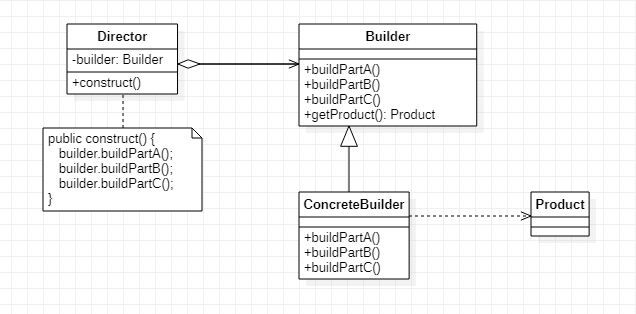 Director
-builder: Builder
+construct()
public construct() {
builder.buildPartA();
builder.buildPartB();
builder.buildPartC();
}
Builder
+buildPartA()
+buildPartB()
+buildPartC()
+getProduct(): Product
ConcreteBuilder
+buildPartA()
+buildPartB()
+buildPartC()
Product